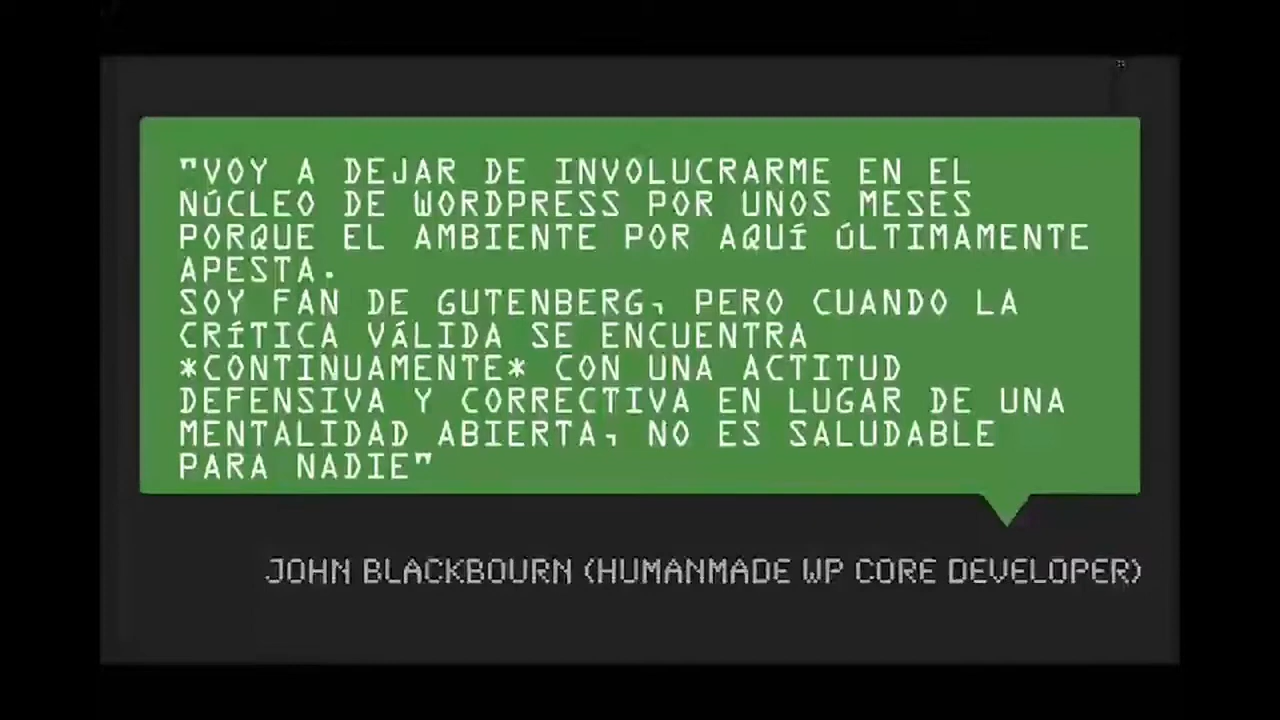 "VOY A DEJAR DE INVOLUCRARME EN EL
NÚCLEO DE WORDPRESS POR UNOS MESES
PORQUE EL AMBIENTE POR AQUÍ ÚLTIMAMENTE
APESTA.
SOY FAN DE GUTENBERG, PERO CUANDO LA
CRÍTICA VÁLIDA SE ENCUENTRA
*CONTINUAMENTE* CON UNA ACTITUD
DEFENSIVA Y CORRECTIVA EN LUGAR DE UNA
MENTALIDAD ABIERTA, NO ES SALUDABLE
PARA NADIE"
JOHN BLACKBOURN (HUMANMADE WP CORE DEVELOPER)